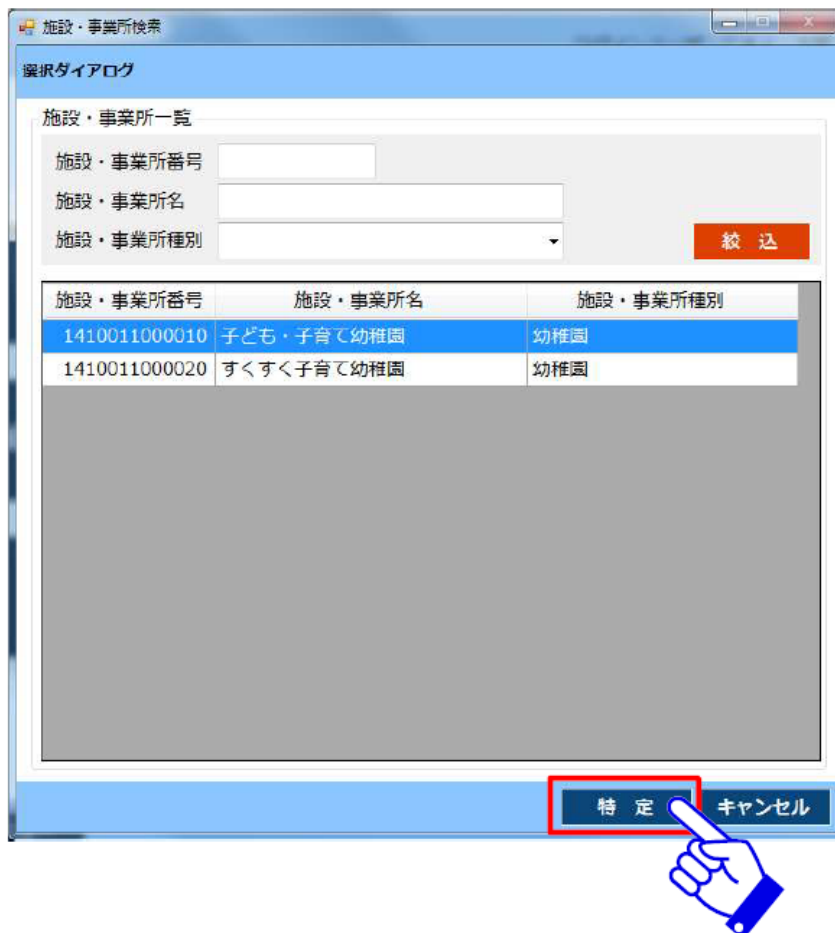 施設・事業所検索
選択ダイアログ
施設・事業所一覧
施設・事業所番号
施設・事業所名
施設・事業所種別
絞 込
施設・事業所番号 施設・事業所名 施設・事業所種別
1410011000010 子ども・子育て幼稚園 幼稚園
1410011000020 すくすく子育て幼稚園 幼稚園
特 定 キャンセル